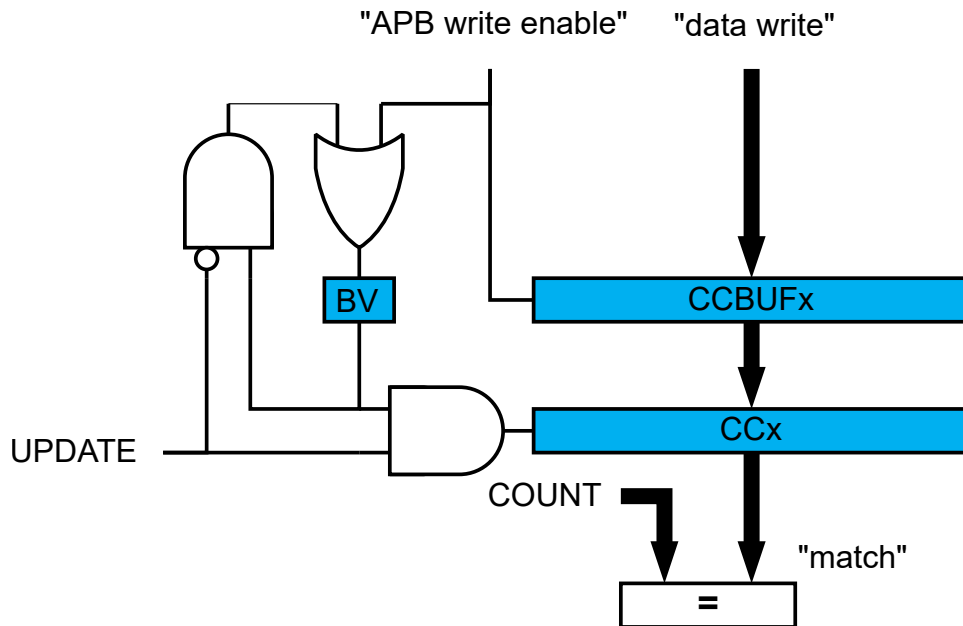 "APB write enable"
"data write"
BV
CCBUFx
UPDATE
CCx
COUNT
"match"
=